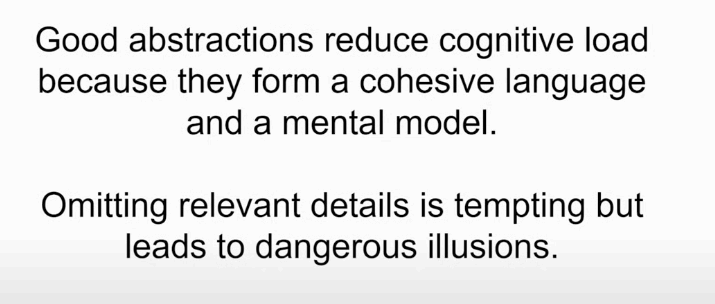 Good abstractions reduce cognitive load
because they form a cohesive language
and a mental model.
Omitting relevant details is tempting but
leads to dangerous illusions.